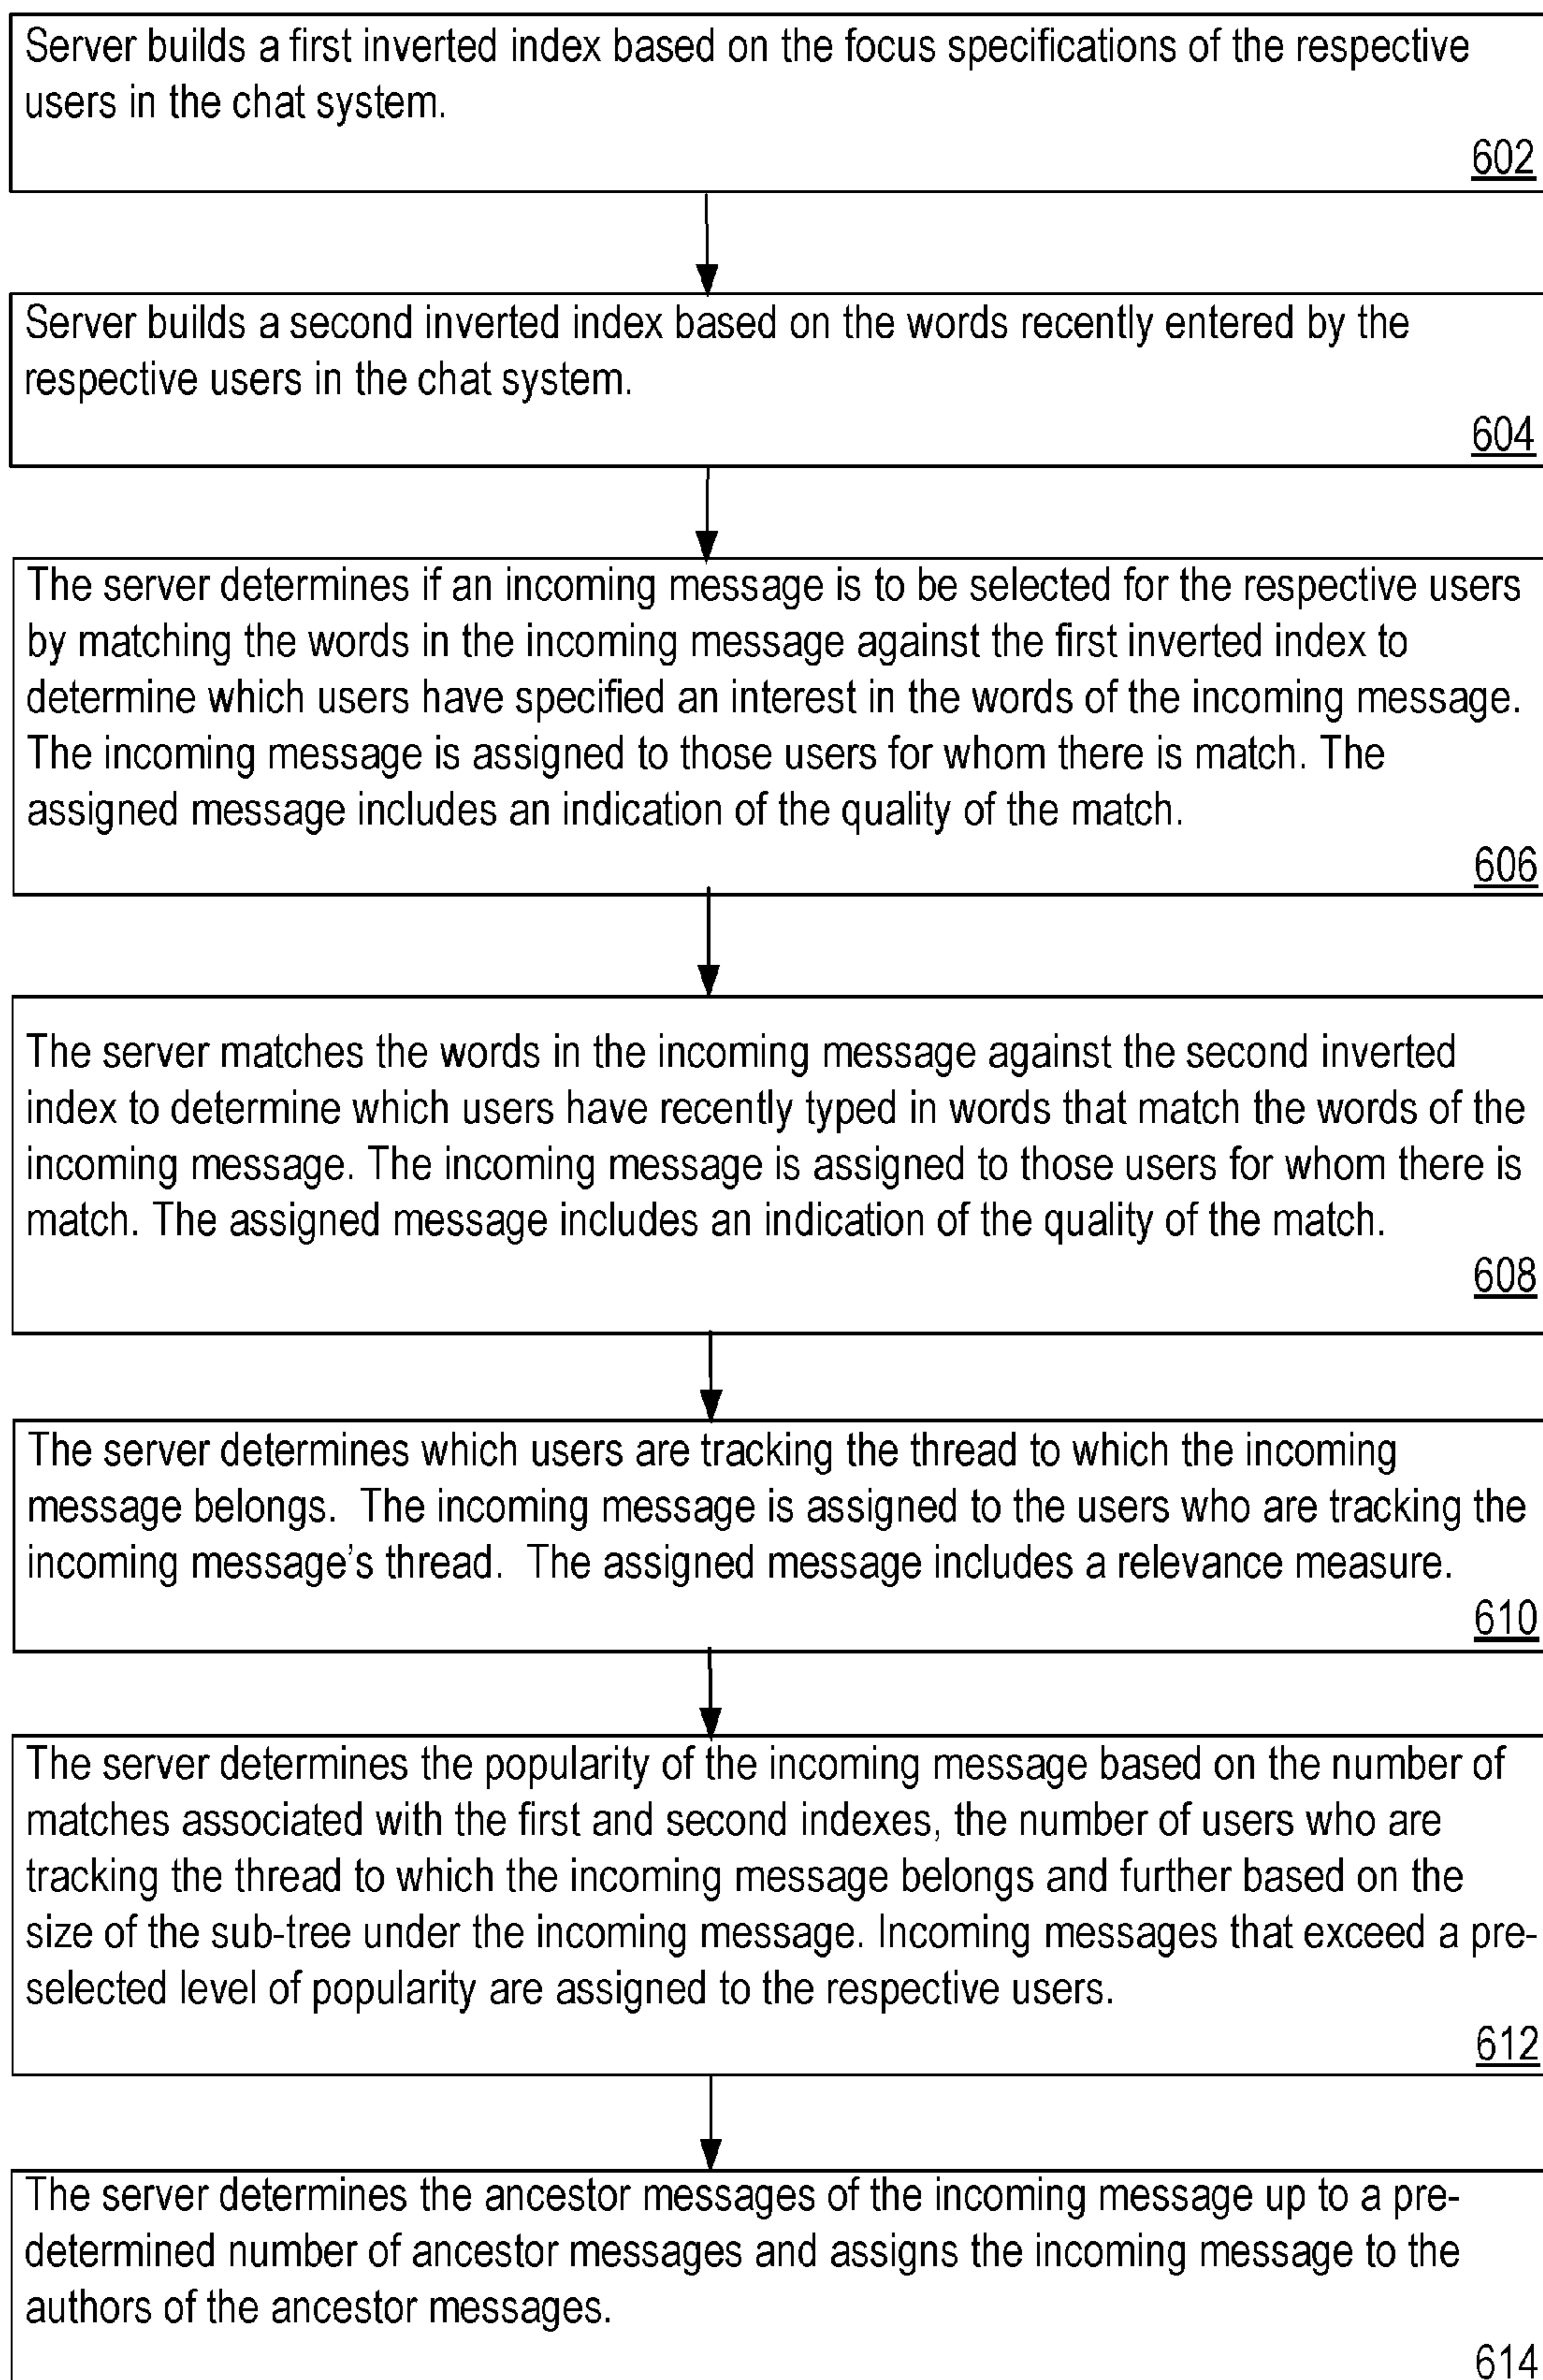 Server builds a first inverted index based on the focus specifications of the respective
users in the chat system.
602
Server builds a second inverted index based on the words recently entered by the
respective users in the chat system.
604
The server determines if an incoming message is to be selected for the respective users
by matching the words in the incoming message against the first inverted index to
determine which users have specified an interest in the words of the incoming message.
The incoming message is assigned to those users for whom there is match. The
assigned message includes an indication of the quality of the match.
606
The server matches the words in the incoming message against the second inverted
index to determine which users have recently typed in words that match the words of the
incoming message. The incoming message is assigned to those users for whom there is
match. The assigned message includes an indication of the quality of the match.
608
The server determines which users are tracking the thread to which the incoming
message belongs. The incoming message is assigned to the users who are tracking the
incoming message's thread. The assigned message includes a relevance measure.
610
The server determines the popularity of the incoming message based on the number of
matches associated with the first and second indexes, the number of users who are
tracking the thread to which the incoming message belongs and further based on the
size of the sub-tree under the incoming message. Incoming messages that exceed a pre-
selected level of popularity are assigned to the respective users.
612
The server determines the ancestor messages of the incoming message up to a pre-
determined number of ancestor messages and assigns the incoming message to the
authors of the ancestor messages.
614